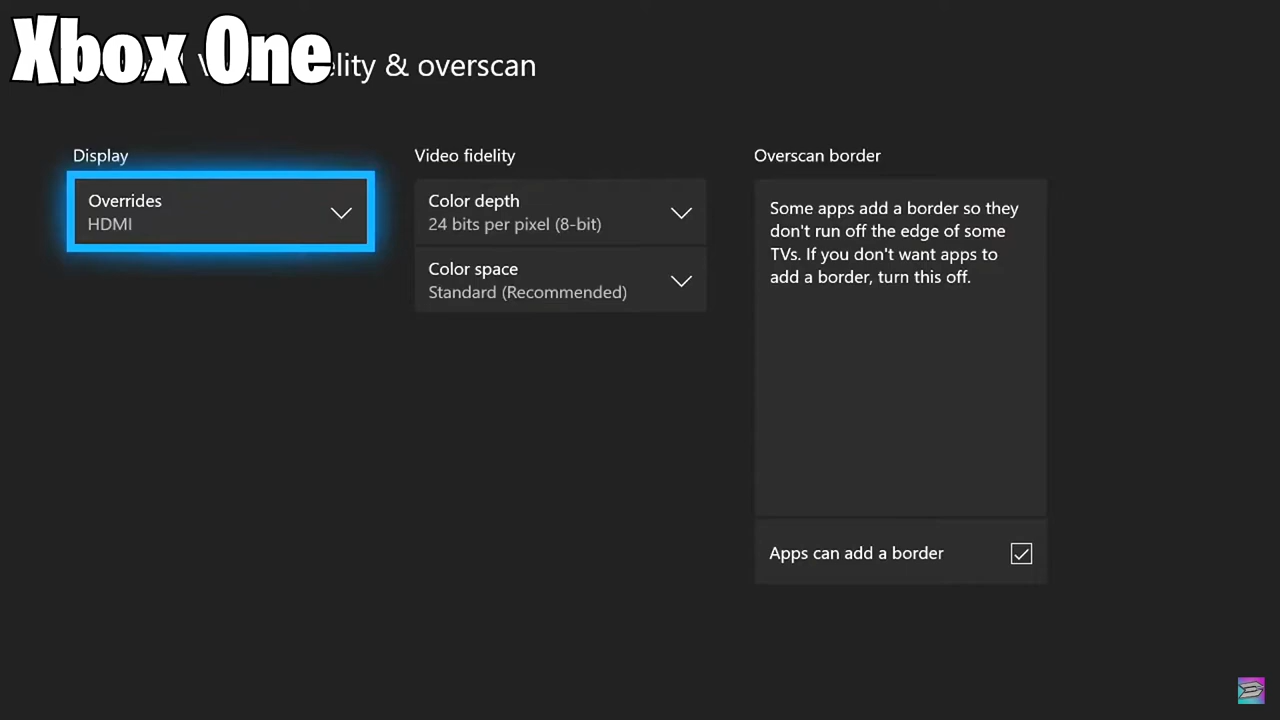 Xbox One
& overscan
Display
Overrides
HDMI
Video fidelity
Color depth
24 bits per pixel (8-bit)
Color space
Standard (Recommended)
Overscan border
Some apps add a border so they
don't run off the edge of some
TVs. If you don't want apps to
add a border, turn this off.
Apps can add a border